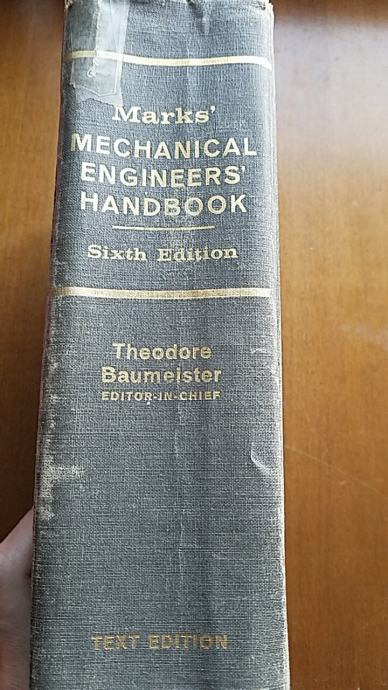 Marks'
MECHANICAL
ENGINEERS'
HANDBOOK
Sixth Edition
Theodore
Baumeister
EDITOR-IN-CHIEF
TEXT EDITION